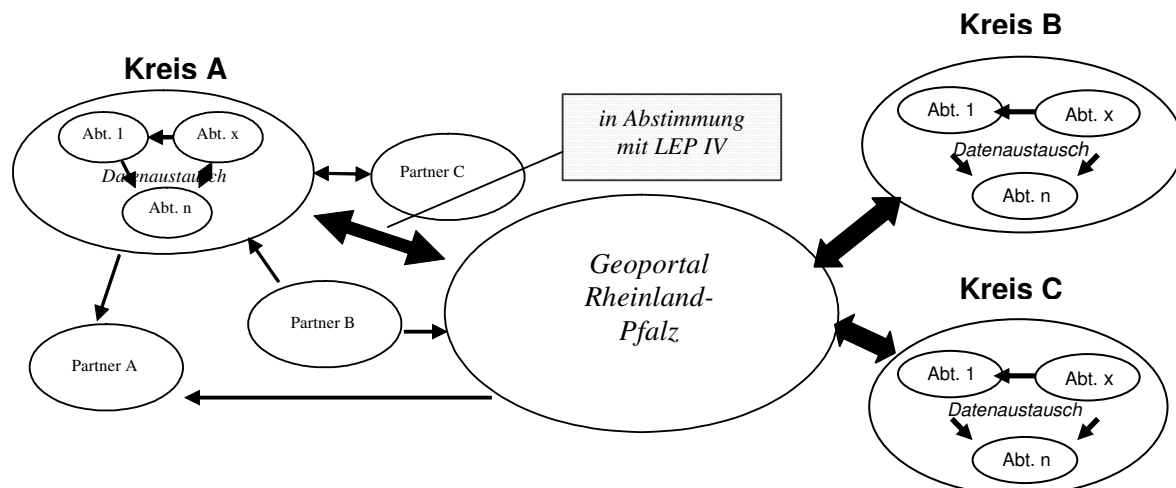 Kreis A
Abt. 1
Abt. x
Datenaustausch
Abt. n
Partner C
in Abstimmung
mit LEP IV
Geoportal
Rheinland-
Pfalz
Partner B
Partner A
Kreis B
Abt. 1
Abt. x
Datenaustausch
Abt. n
Kreis C
Abt. 1
Abt. x
Datenaustausch
Abt. n